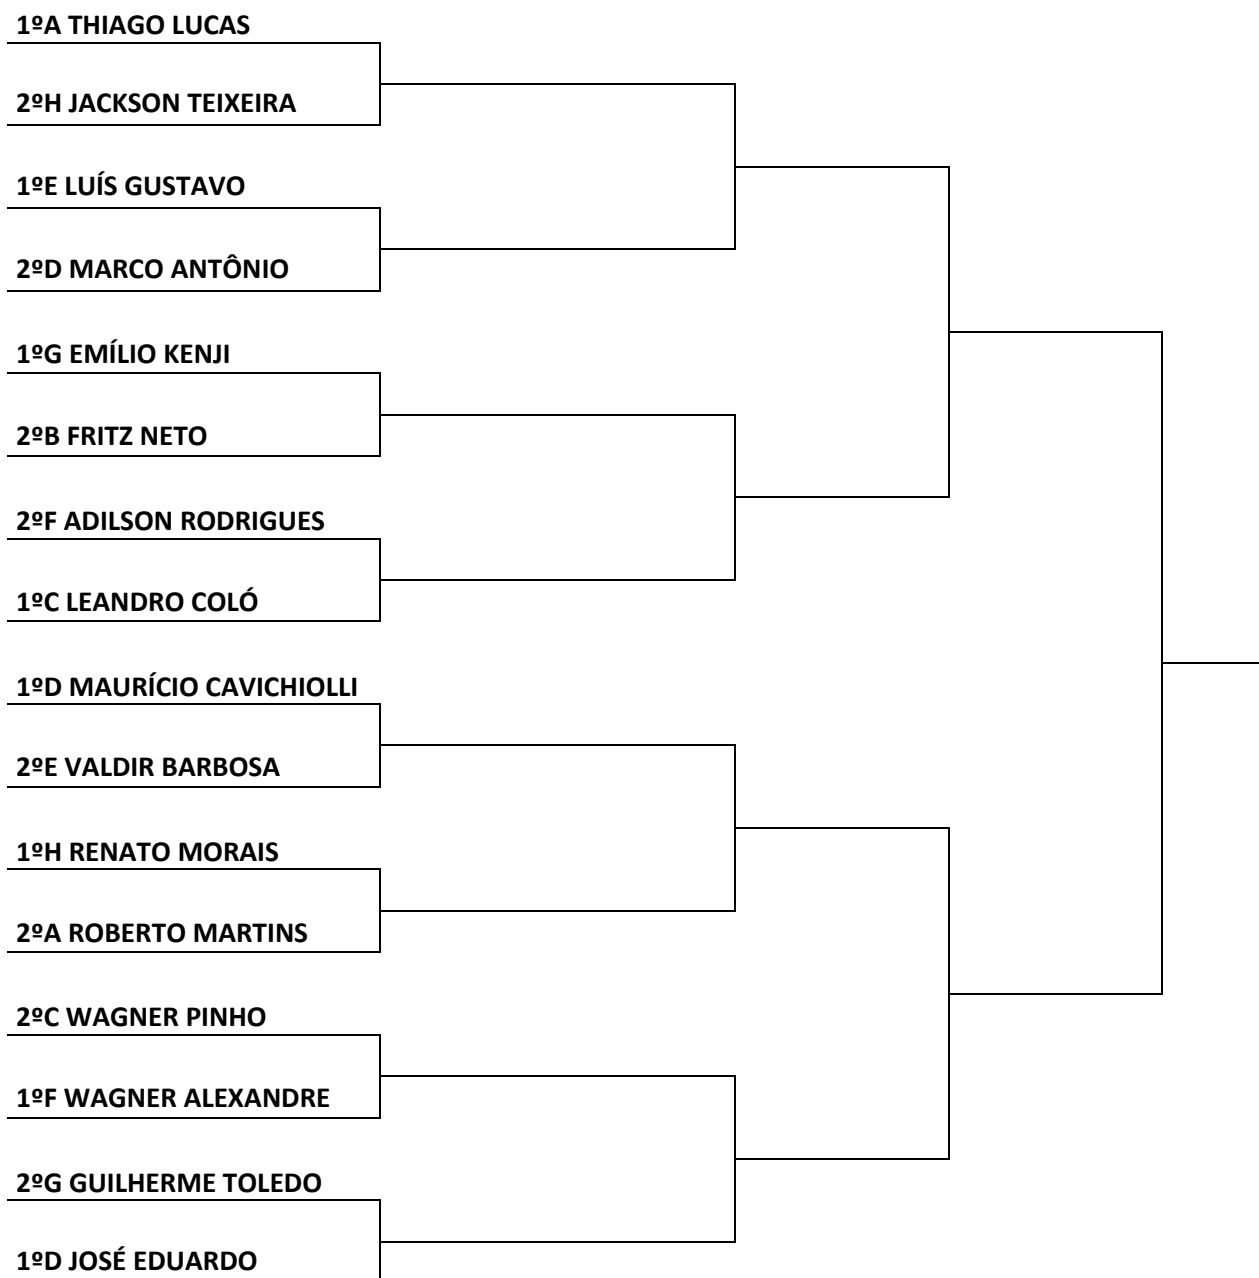 1ºA THIAGO LUCAS
2ºH JACKSON TEIXEIRA
1ºE LUÍS GUSTAVO
2ºD MARCO ANTÔNIO
1ºG EMÍLIO KENJI
2ºB FRITZ NETO
2ºF ADILSON RODRIGUES
1ºC LEANDRO COLÓ
1ºD MAURÍCIO CAVICHIOLLI
2ºE VALDIR BARBOSA
1ºH RENATO MORAIS
2ºA ROBERTO MARTINS
2ºC WAGNER PINHO
1ºF WAGNER ALEXANDRE
2ºG GUILHERME TOLEDO
1ºD JOSÉ EDUARDO